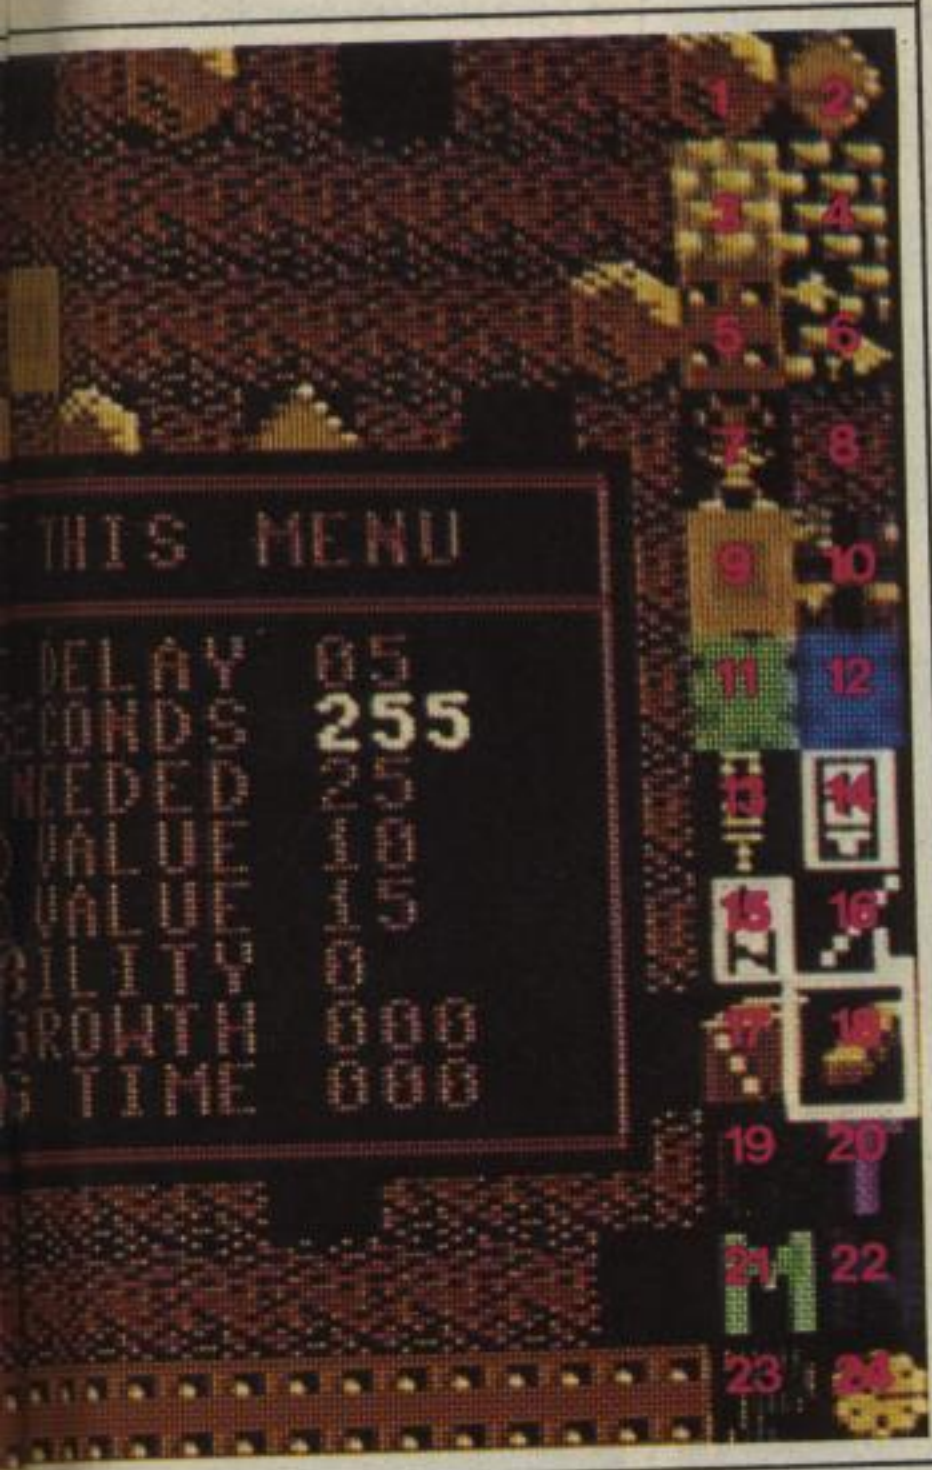 1 2
3 4
5 6
7 8
THIS MENU
9 10
DELAY 05
11 12
SECONDS 255
NEEDED 25
13 14
VALUE 10
VALUE 15
15 16
BILITY 0
GROWTH 000
17 18
G TIME 000
19 20
T
21 22
M
23 24